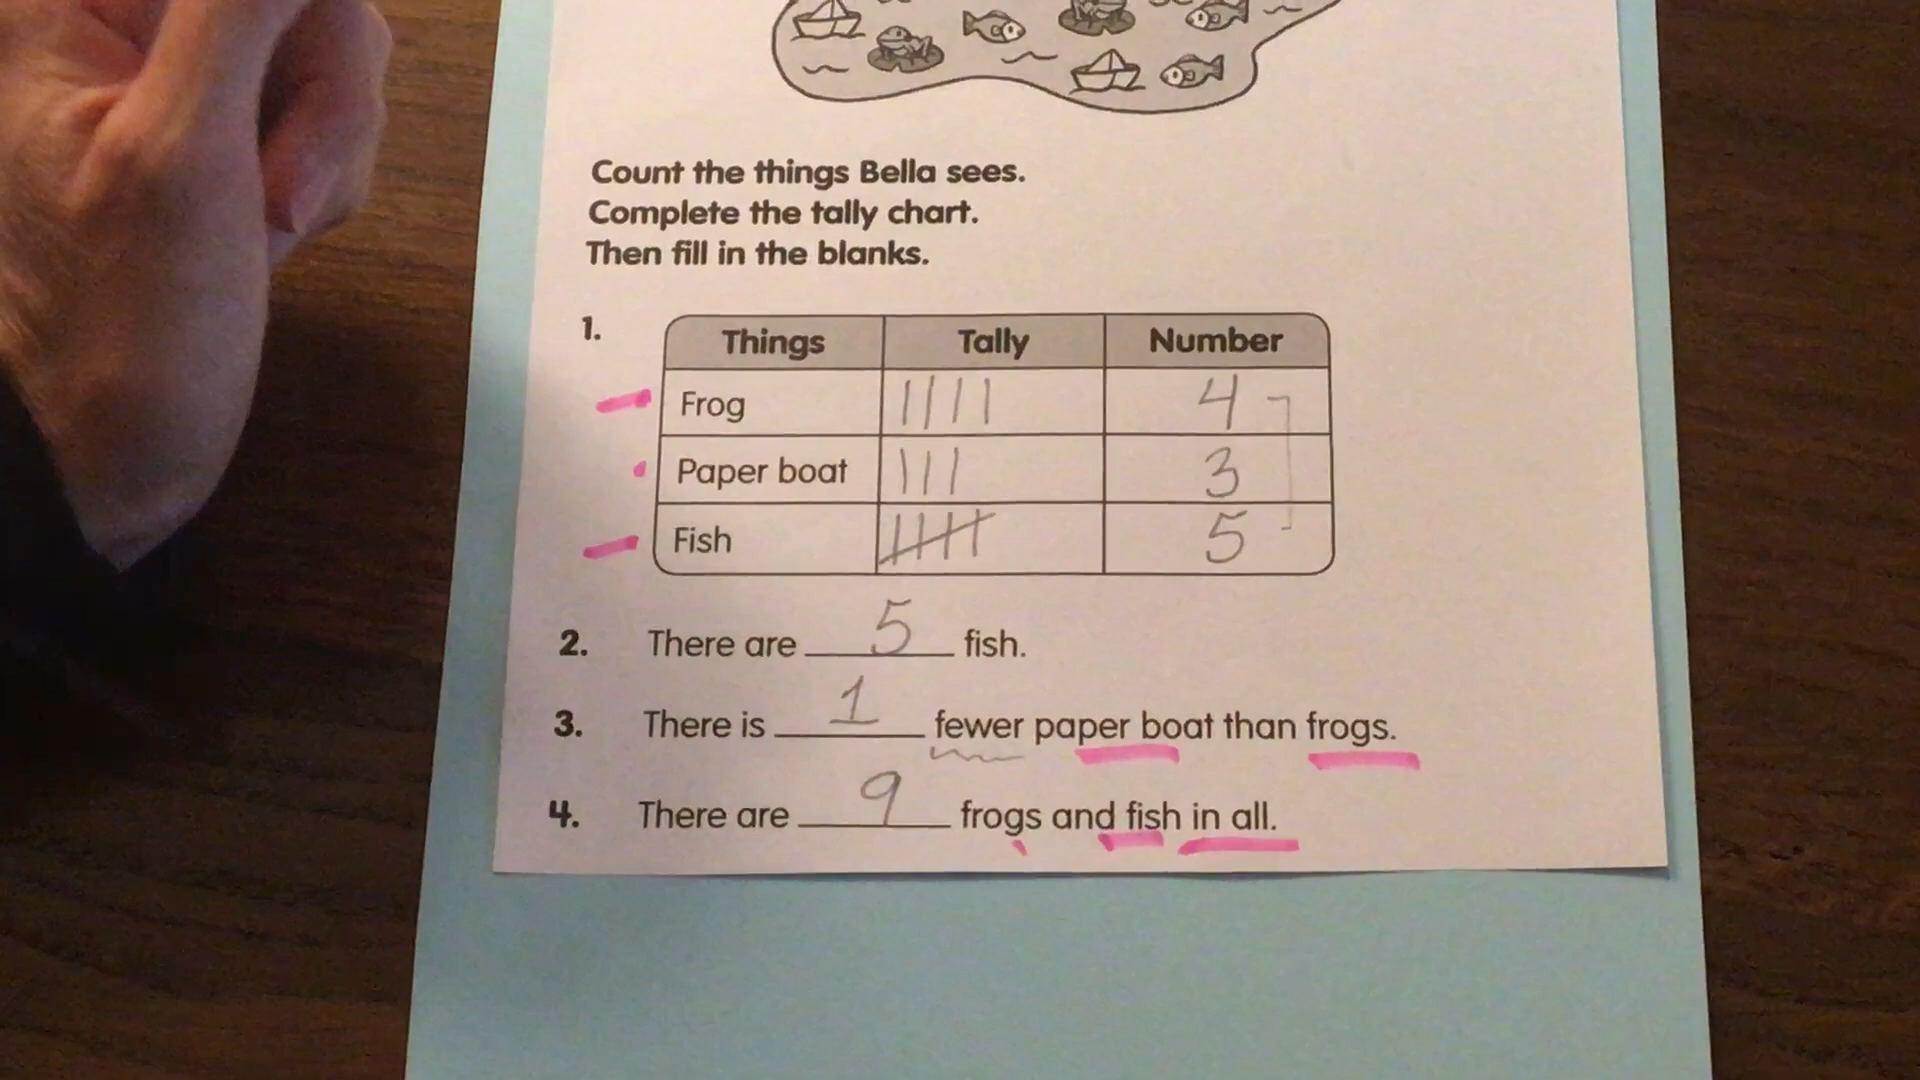 Count the things Bella sees.
Complete the tally chart.
Then fill in the blanks.
1.
Things Tally Number
Frog |||| 4
Paper boat ||| 3
Fish 5
2. There are 5 fish.
3. There is 1 fewer paper boat than frogs.
4. There are 9 frogs and fish in all.